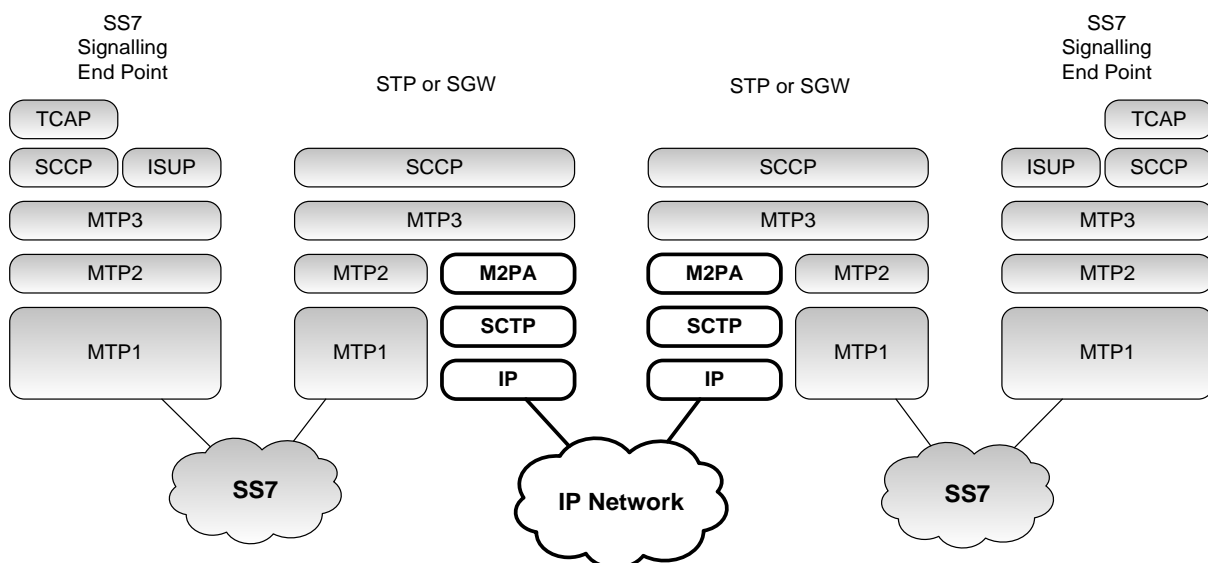 SS7
Signalling
End Point
STP or SGW
STP or SGW
SS7
Signalling
End Point
TCAP
TCAP
SCCP
ISUP
SCCP
SCCP
ISUP
SCCP
MTP3
MTP3
MTP3
MTP3
MTP2
MTP2
M2PA
M2PA
MTP2
MTP2
MTP1
MTP1
SCTP
SCTP
MTP1
MTP1
IP
IP
SS7
IP Network
SS7